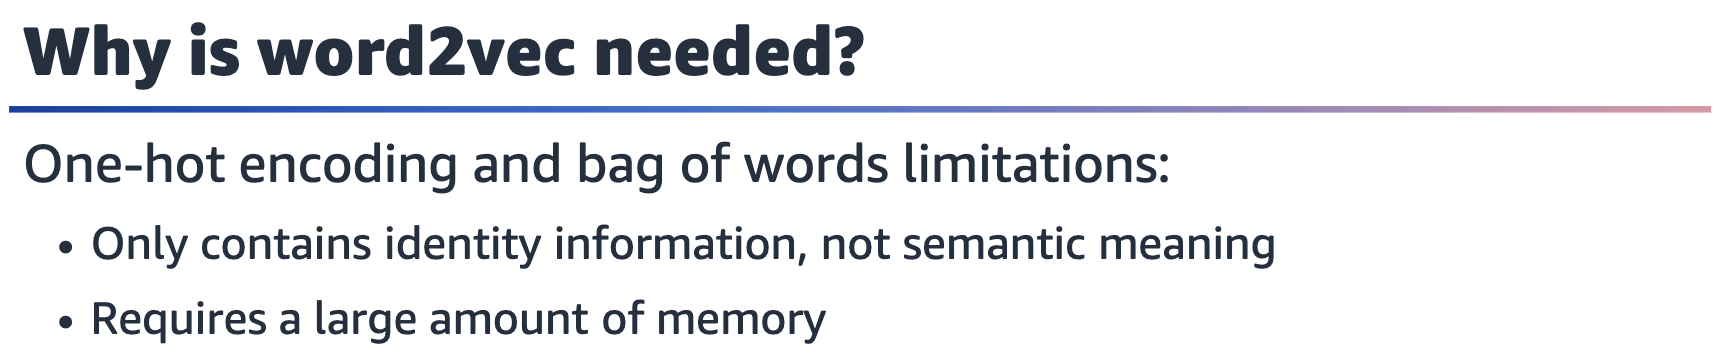 Why is word2vec needed?
One-hot encoding and bag of words limitations:
• Only contains identity information, not semantic meaning
• Requires a large amount of memory